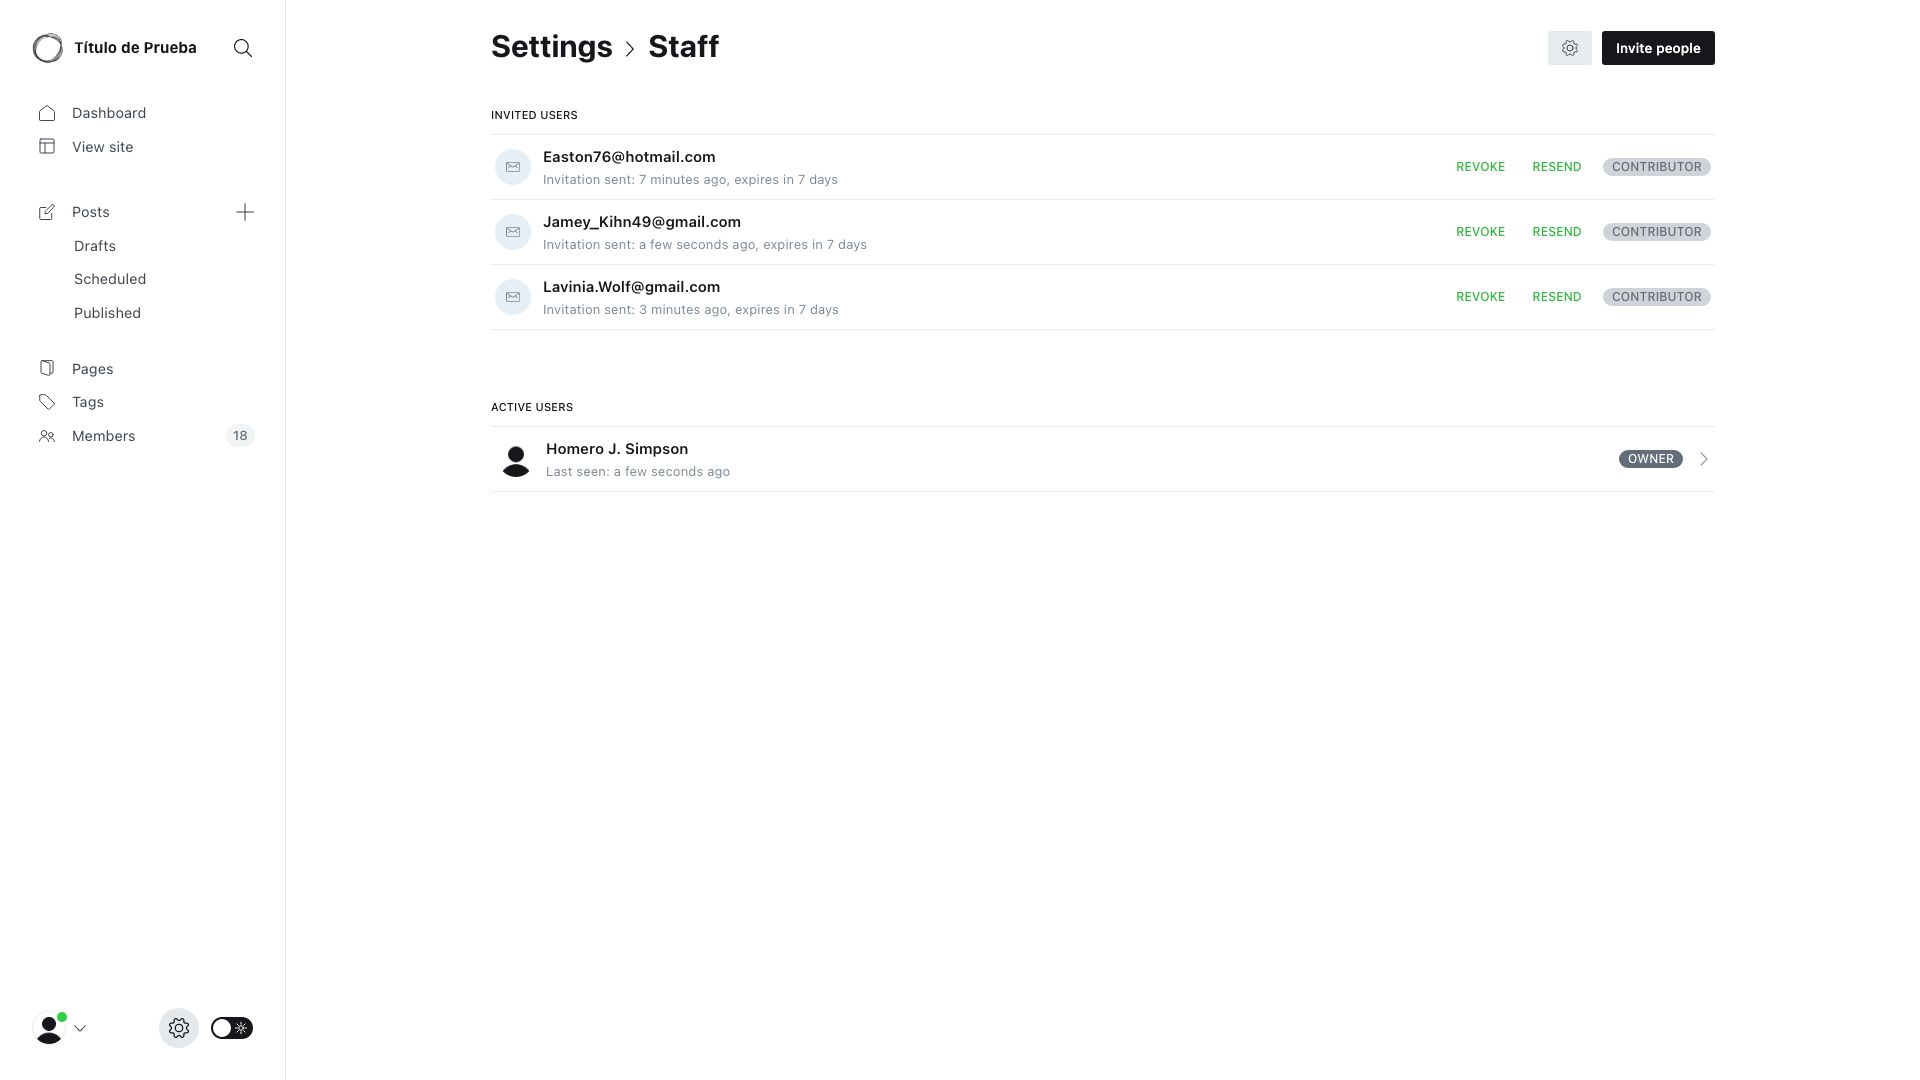 Título de Prueba
Dashboard
View site
Posts
Drafts
Scheduled
Published
Pages
Tags
Members 18
Settings Staff
Invite people
INVITED USERS
Easton76@hotmail.com
Invitation sent: 7 minutes ago, expires in 7 days
REVOKE RESEND CONTRIBUTOR
Jamey_Kihn49@gmail.com
Invitation sent: a few seconds ago, expires in 7 days
REVOKE RESEND CONTRIBUTOR
Lavinia.Wolf@gmail.com
Invitation sent: 3 minutes ago, expires in 7 days
REVOKE RESEND CONTRIBUTOR
ACTIVE USERS
Homero J. Simpson
Last seen: a few seconds ago
OWNER